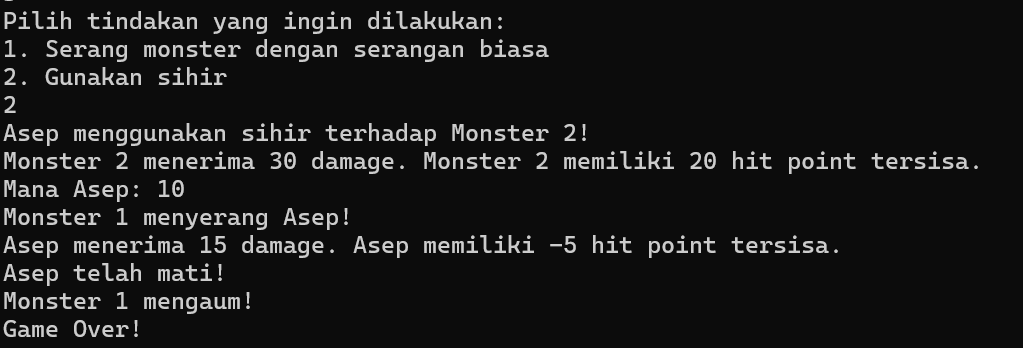 Pilih tindakan yang ingin dilakukan:
1. Serang monster dengan serangan biasa
2. Gunakan sihir
2
Asep menggunakan sihir terhadap Monster 2!
Monster 2 menerima 30 damage. Monster 2 memiliki 20 hit point tersisa.
Mana Asep: 10
Monster 1 menyerang Asep!
Asep menerima 15 damage. Asep memiliki -5 hit point tersisa.
Asep telah mati!
Monster 1 mengaum!
Game Over!